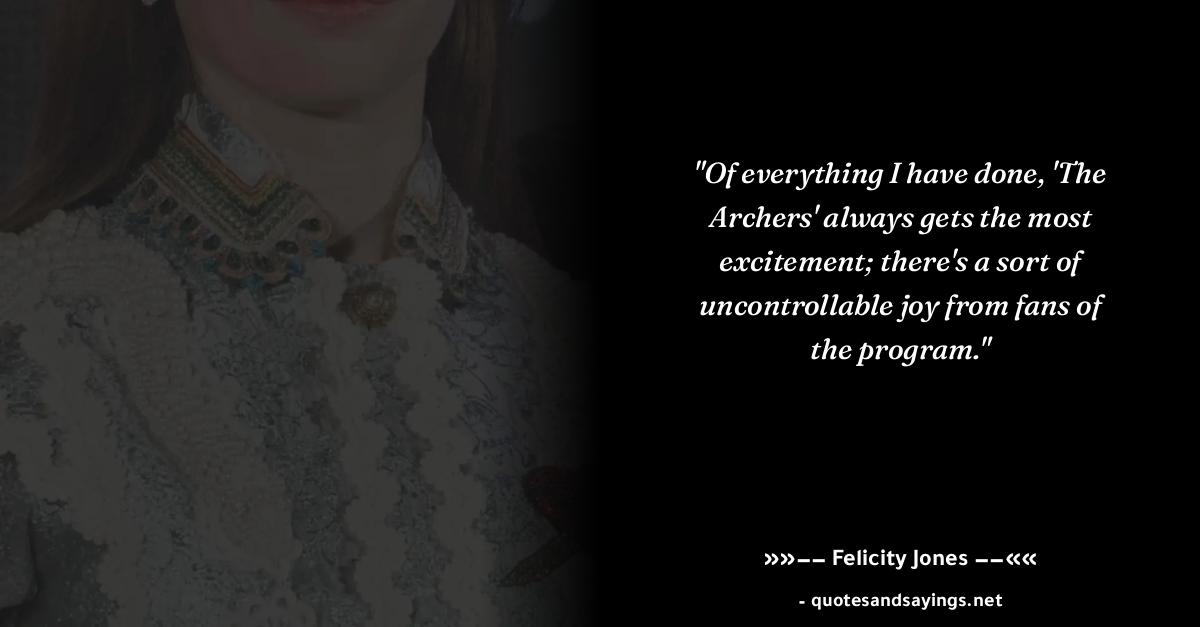 "Of everything I have done, 'The
Archers' always gets the most
excitement; there's a sort of
uncontrollable joy from fans of
the program."
»»−− Felicity Jones −−««
- quotesandsayings.net